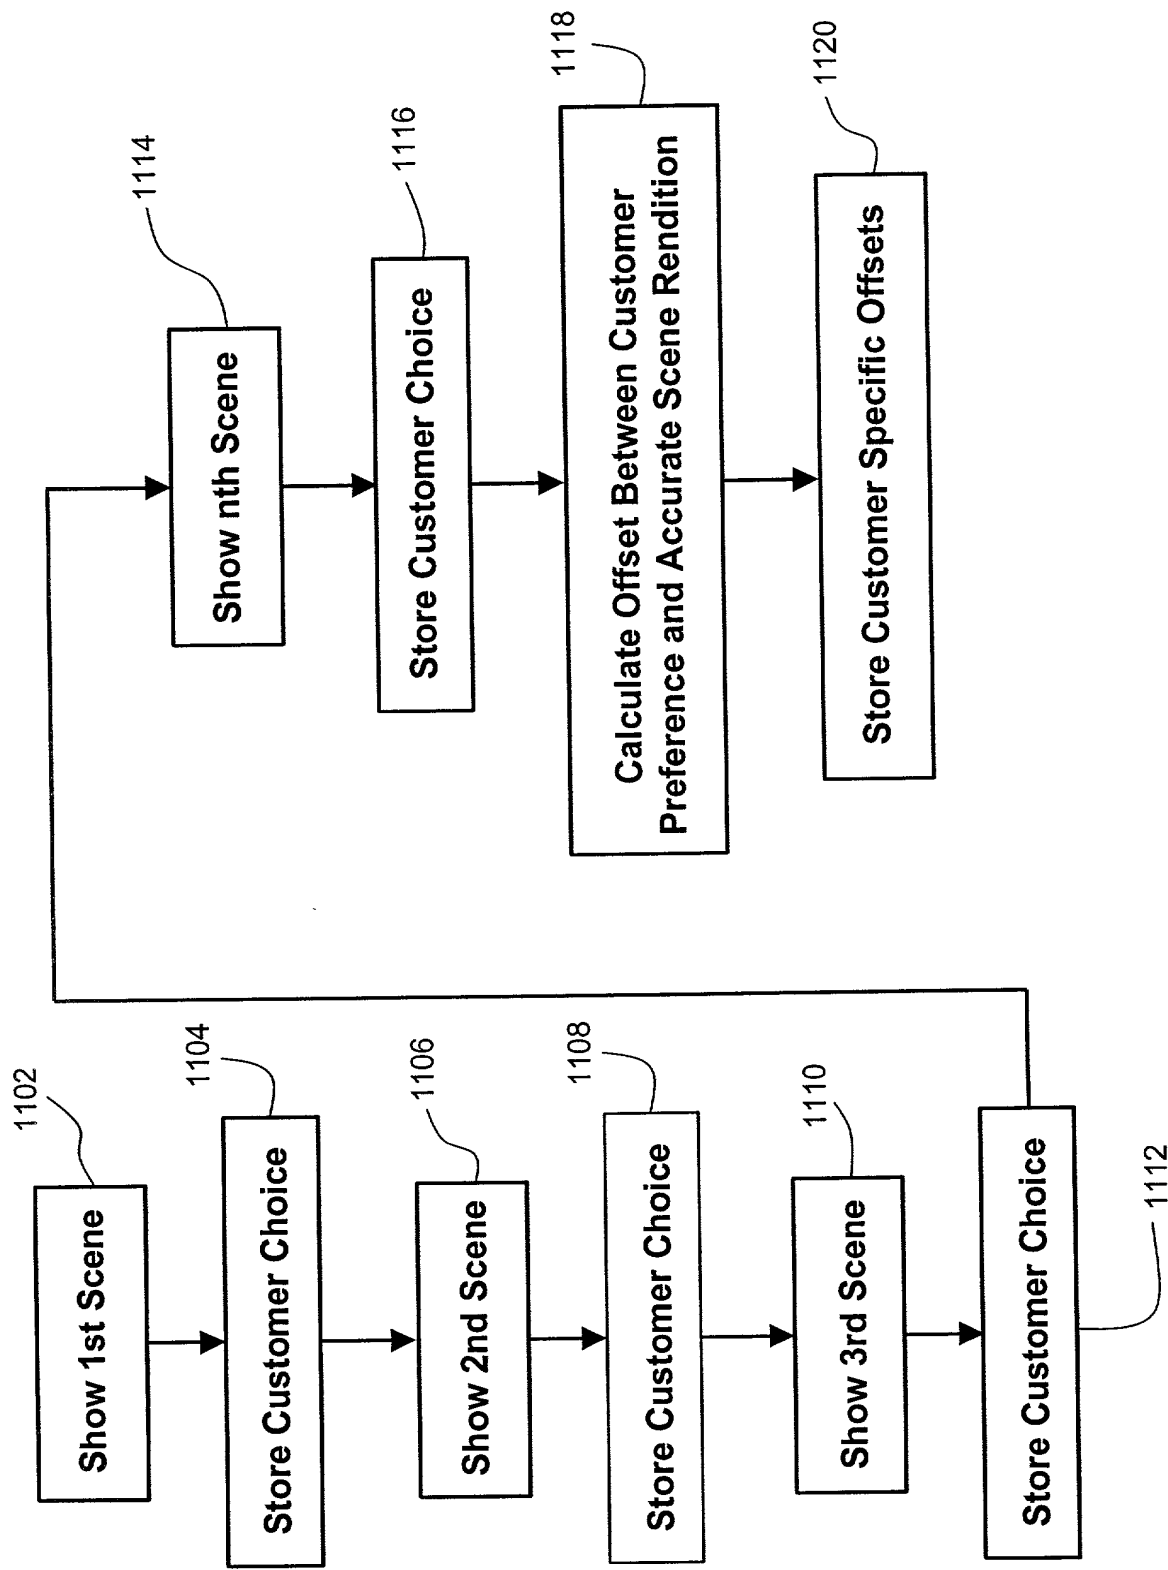 1102
Show 1st Scene
1104
Store Customer Choice
1106
Show 2nd Scene
1108
Store Customer Choice
1110
Show 3rd Scene
Store Customer Choice
1112
1114
Show nth Scene
1116
Store Customer Choice
1118
Calculate Offset Between Customer
Preference and Accurate Scene Rendition
1120
Store Customer Specific Offsets